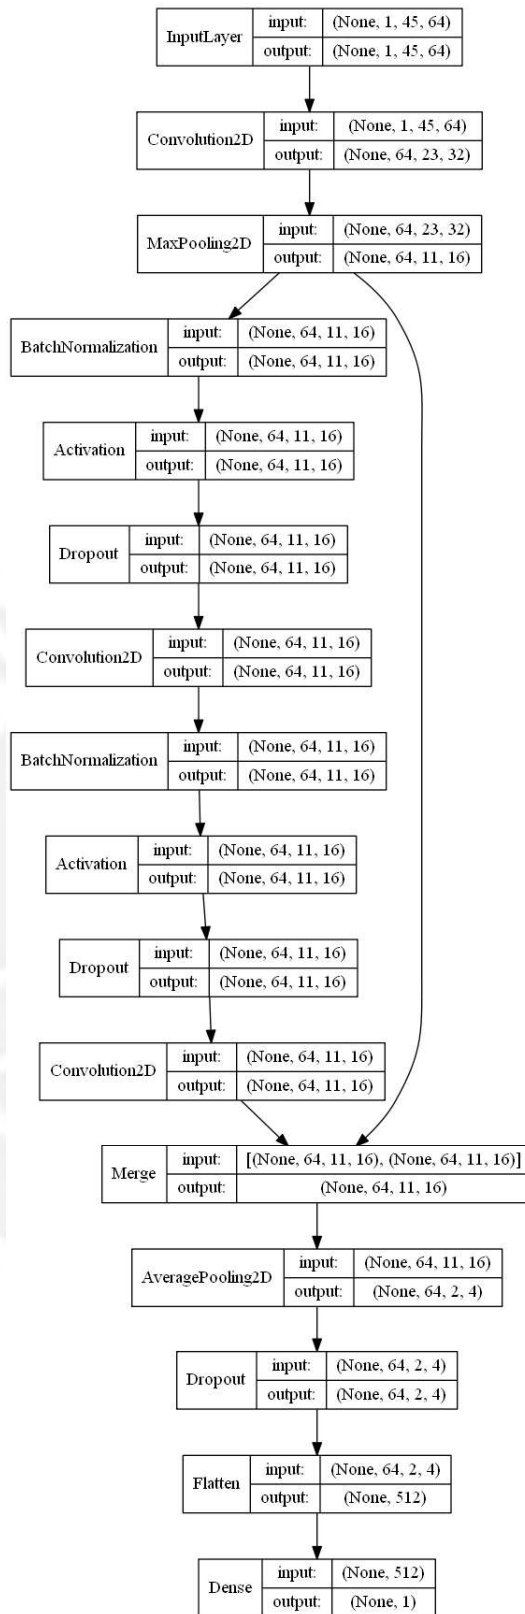 InputLayer input: (None, 1, 45, 64)
output: (None, 1, 45, 64)
Convolution2D input: (None, 1, 45, 64)
output: (None, 64, 23, 32)
MaxPooling2D input: (None, 64, 23, 32)
output: (None, 64, 11, 16)
BatchNormalization input: (None, 64, 11, 16)
output: (None, 64, 11, 16)
Activation input: (None, 64, 11, 16)
output: (None, 64, 11, 16)
Dropout input: (None, 64, 11, 16)
output: (None, 64, 11, 16)
Convolution2D input: (None, 64, 11, 16)
output: (None, 64, 11, 16)
BatchNormalization input: (None, 64, 11, 16)
output: (None, 64, 11, 16)
Activation input: (None, 64, 11, 16)
output: (None, 64, 11, 16)
Dropout input: (None, 64, 11, 16)
output: (None, 64, 11, 16)
Convolution2D input: (None, 64, 11, 16)
output: (None, 64, 11, 16)
Merge input: [(None, 64, 11, 16), (None, 64, 11, 16)]
output: (None, 64, 11, 16)
AveragePooling2D input: (None, 64, 11, 16)
output: (None, 64, 2, 4)
Dropout input: (None, 64, 2, 4)
output: (None, 64, 2, 4)
Flatten input: (None, 64, 2, 4)
output: (None, 512)
Dense input: (None, 512)
output: (None, 1)